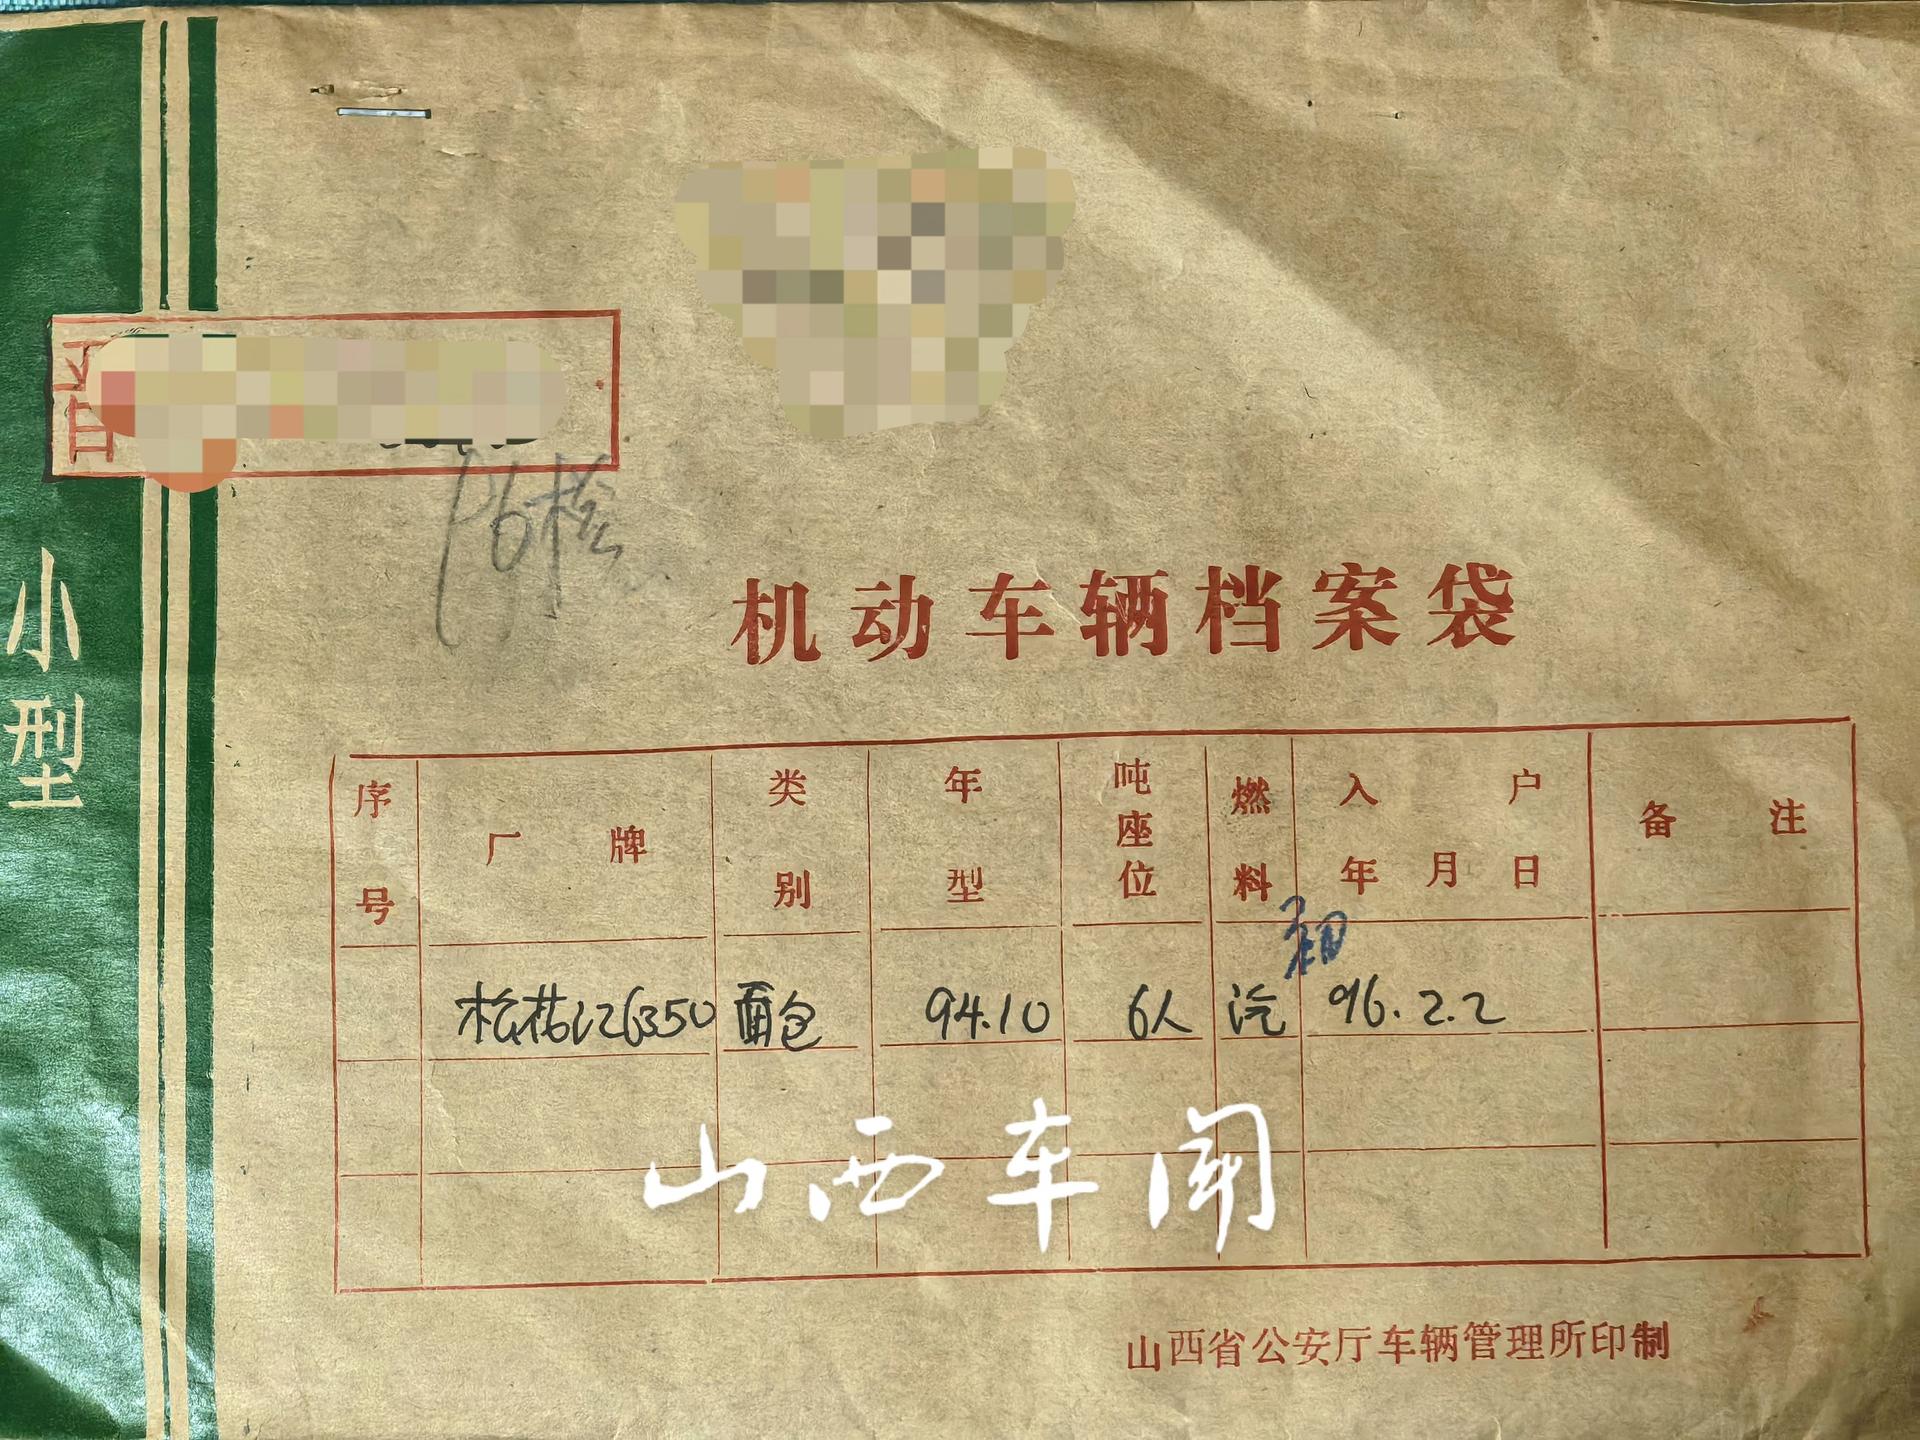 小型
96检
机动车辆档案袋
序号 厂牌 类别 年型 吨座位 燃料 入户年月日 备注
初
松花江6350 面包 94.10 6人 汽 96.2.2
山西车闻
山西省公安厅车辆管理所印制